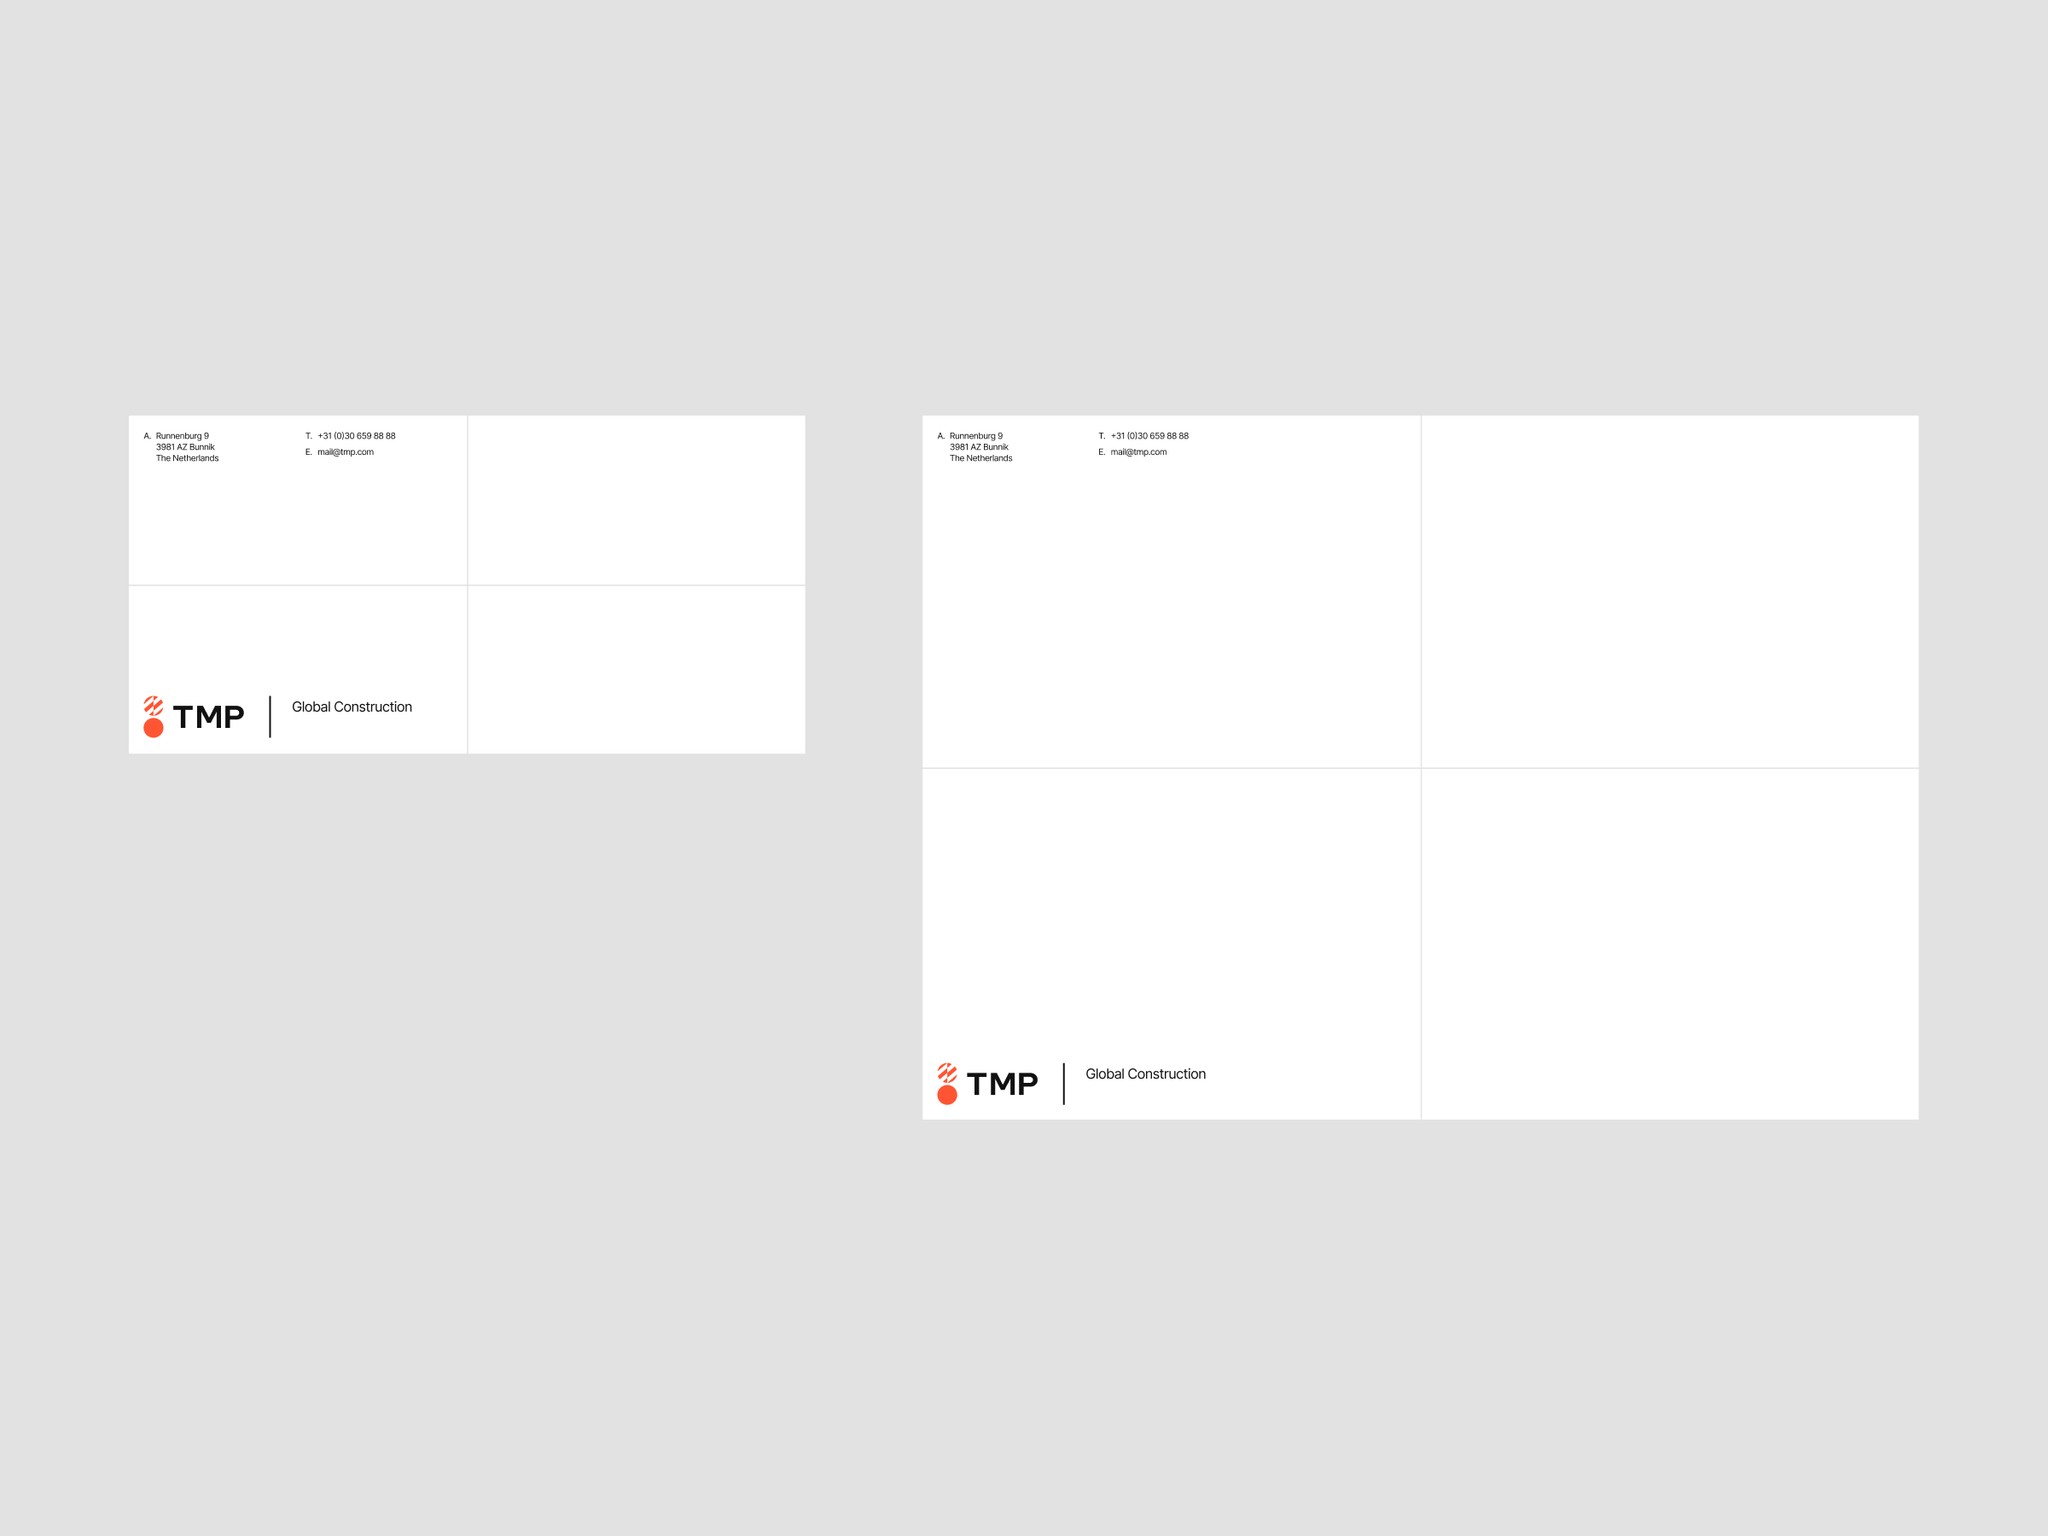 A. Runnenburg 9
3981 AZ Bunnik
The Netherlands
T. +31 (0)30 659 88 88
E. mail@tmp.com
TMP
Global Construction
A. Runnenburg 9
3981 AZ Bunnik
The Netherlands
T. +31 (0)30 659 88 88
E. mail@tmp.com
TMP
Global Construction